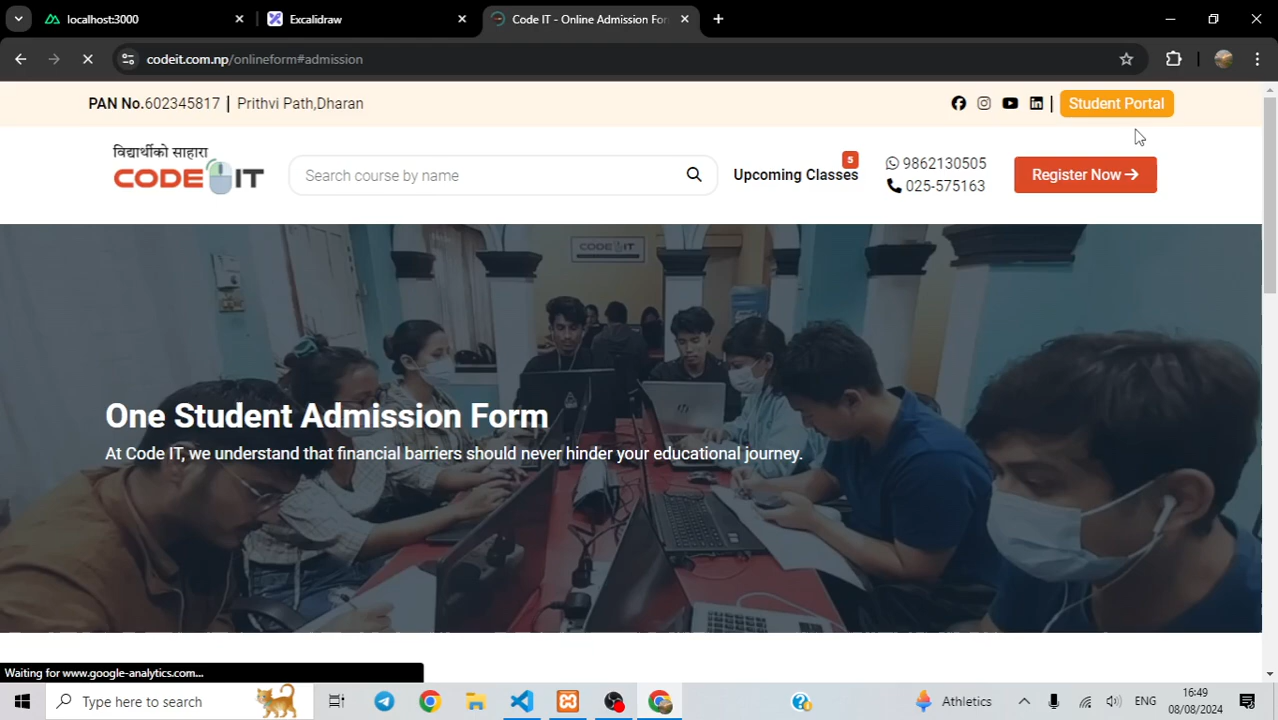 localhost:3000
Excalidraw
Code IT - Online Admission For
codeit.com.np/onlineform#admission
PAN No.602345817 | Prithvi Path,Dharan
Student Portal
विद्यार्थीको साहारा
CODE IT
Search course by name
Upcoming Classes
5
9862130505
025-575163
Register Now →
CODE IT
One Student Admission Form
At Code IT, we understand that financial barriers should never hinder your educational journey.
Waiting for www.google-analytics.com...
Type here to search
Athletics
ENG
16:49
08/08/2024